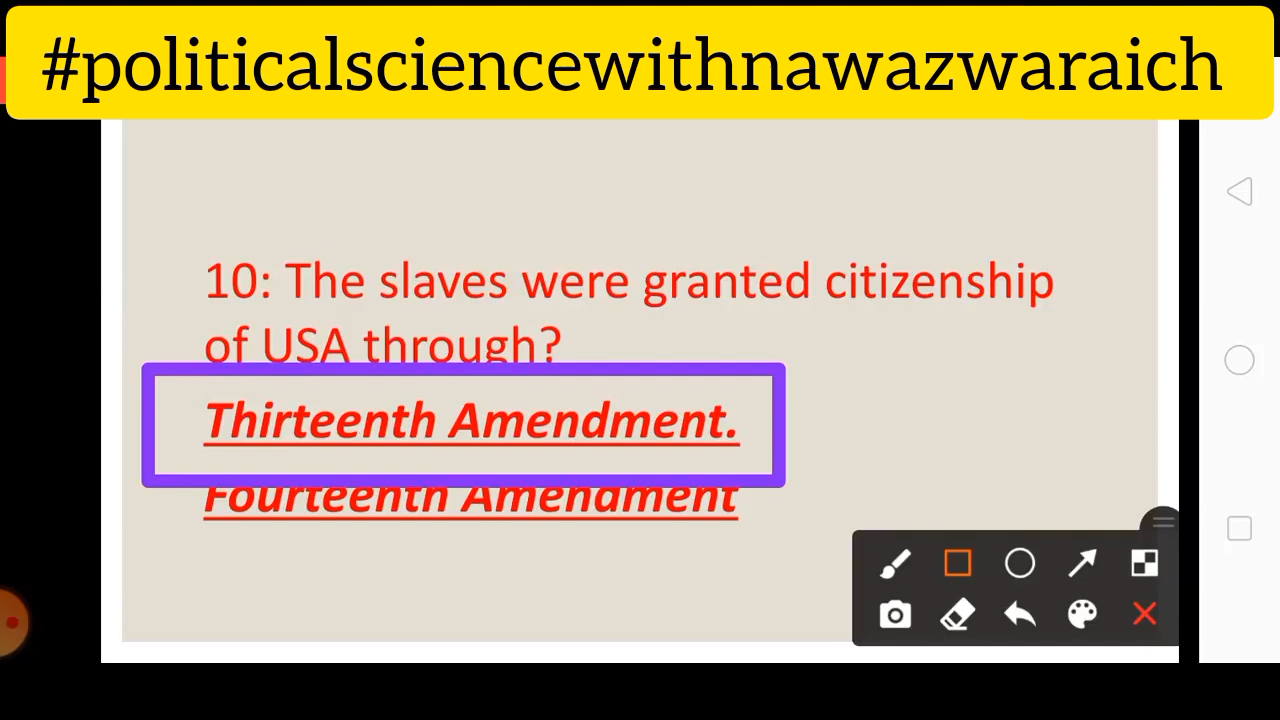 #politicalsciencewithnawazwaraich
10: The slaves were granted citizenship
of USA through?
Thirteenth Amendment.
Fourteenth Amendment